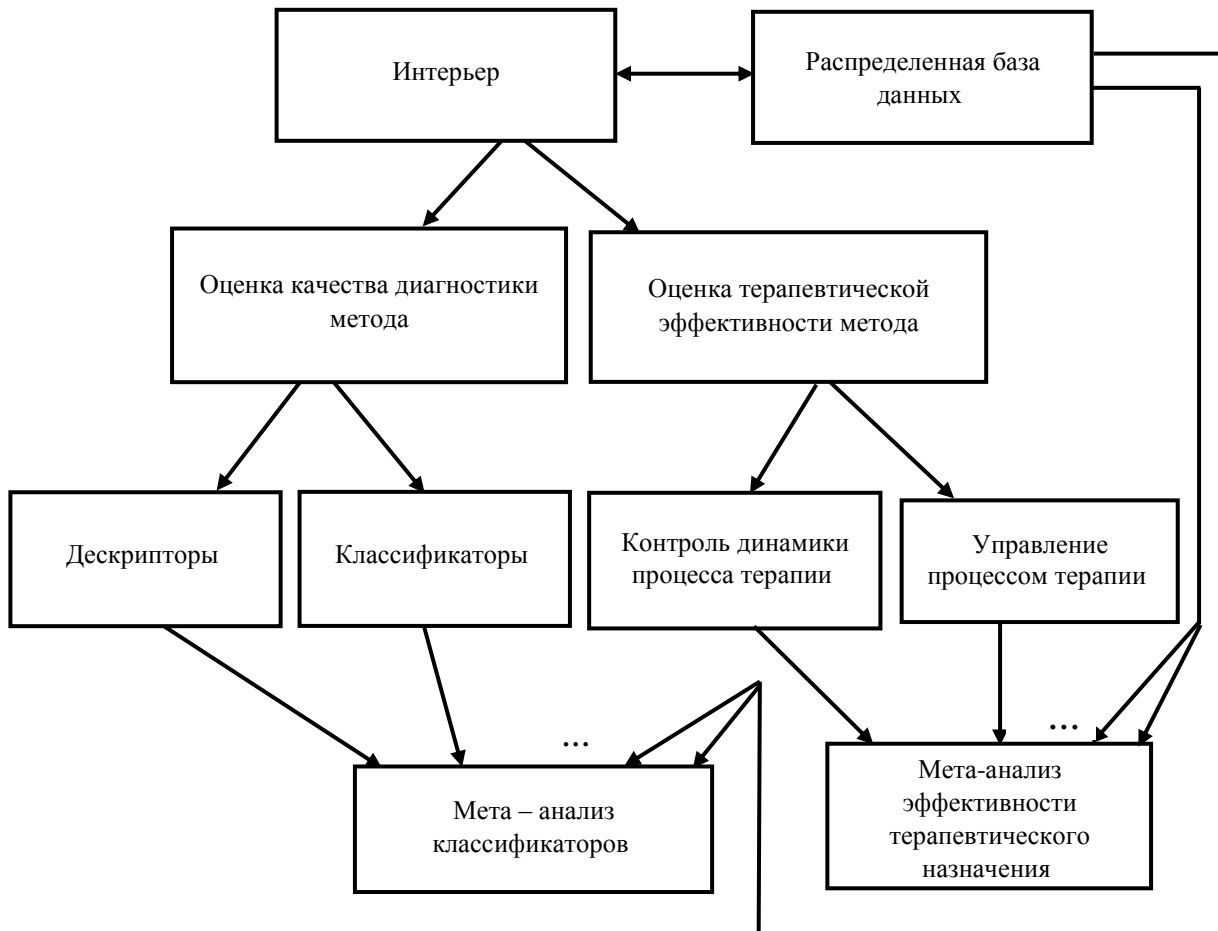 Интерьер
Распределенная база
данных
Оценка качества диагностики
метода
Оценка терапевтической
эффективности метода
Дескрипторы
Классификаторы
Контроль динамики
процесса терапии
Управление
процессом терапии
...
...
Мета – анализ
классификаторов
Мета-анализ
эффективности
терапевтического
назначения